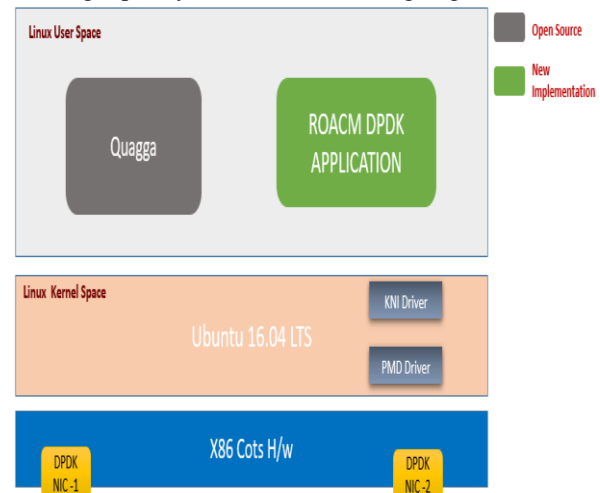 Linux User Space
Open Source
New
Implementation
Quagga
ROACM DPDK
APPLICATION
Linux Kernel Space
KNI Driver
Ubuntu 16.04 LTS
PMD Driver
X86 Cots H/w
DPDK
NIC -1
DPDK
NIC -2